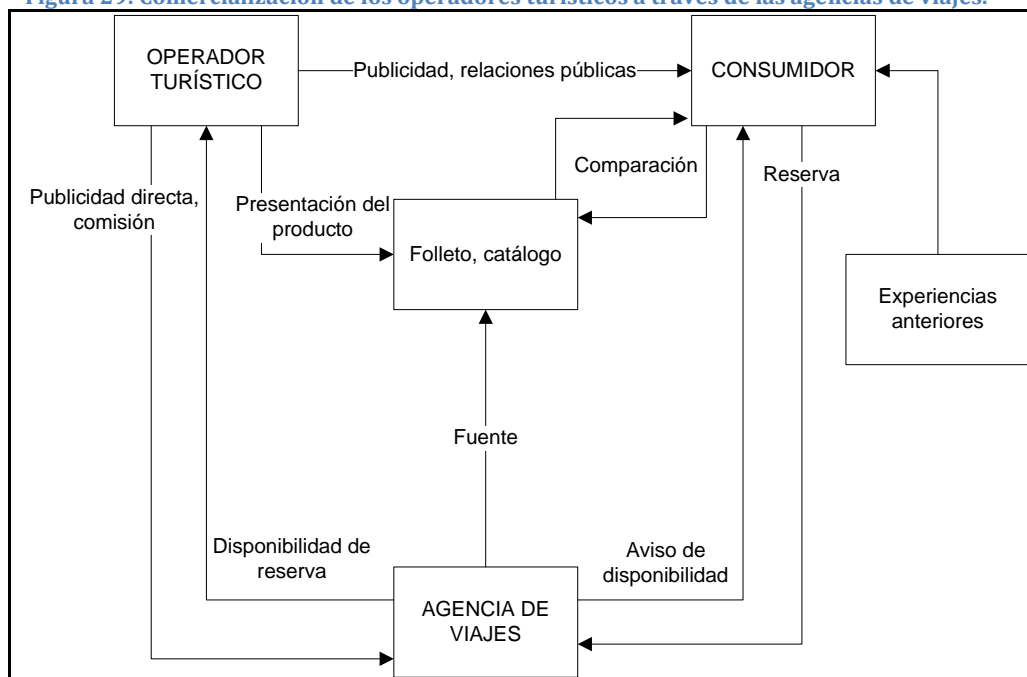 Figura 29. Comercialización de los operadores turísticos a través de las agencias de viajes.
OPERADOR
TURÍSTICO
Publicidad, relaciones públicas
CONSUMIDOR
Comparación
Reserva
Publicidad directa,
comisión
Presentación del
producto
Folleto, catálogo
Experiencias
anteriores
Fuente
Disponibilidad de
reserva
Aviso de
disponibilidad
AGENCIA DE
VIAJES